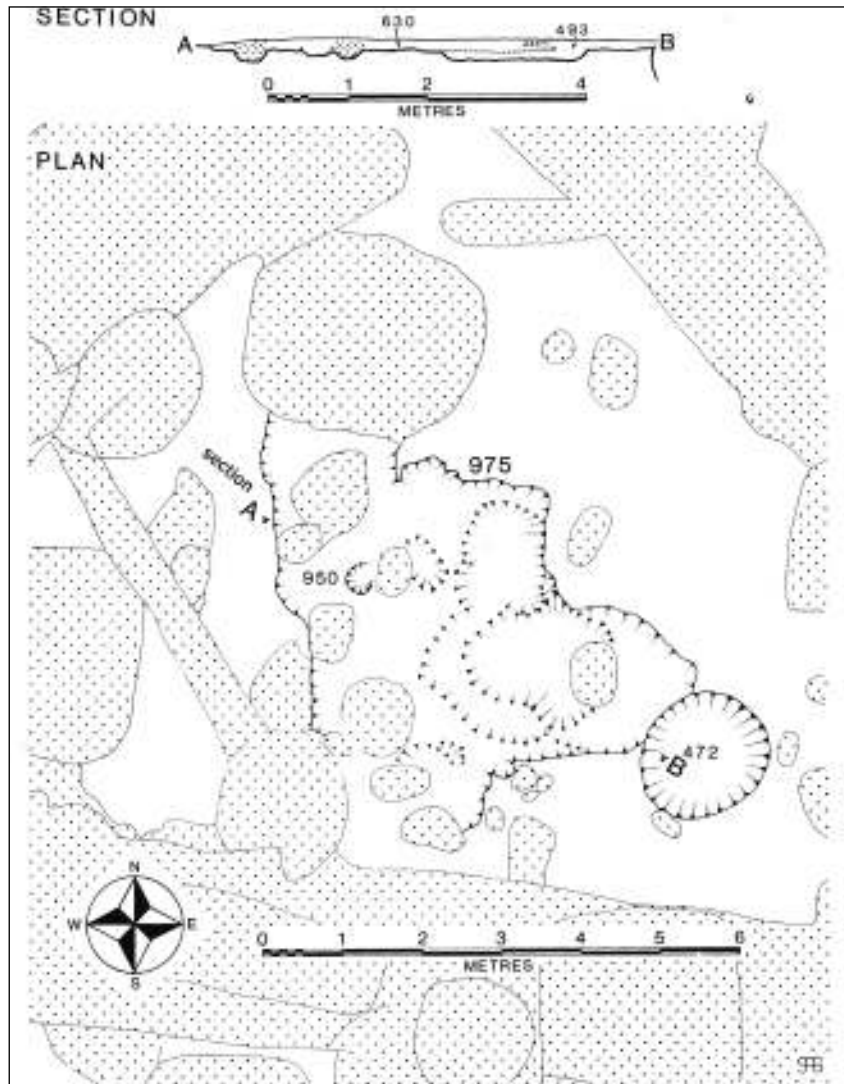 SECTION
630
493
A
B
0 1 2 4
METRES
PLAN
section
A
975
950
B
472
N
W
E
S
0 1 2 3 4 5 6
METRES